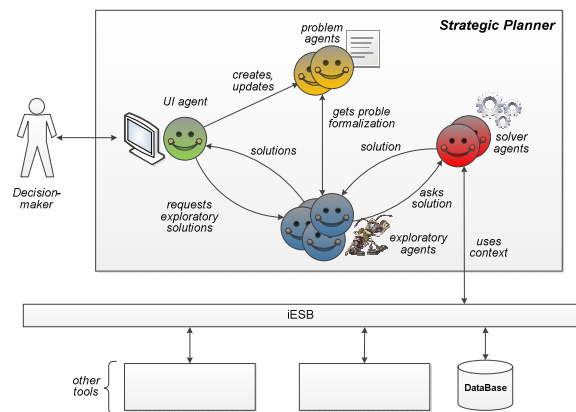 Strategic Planner
problem
agents
creates,
updates
UI agent
gets proble
formalization
solver
agents
solutions
solution
Decision-
maker
requests
exploratory
solutions
asks
solution
exploratory
agents
uses
context
iESB
other
tools
DataBase